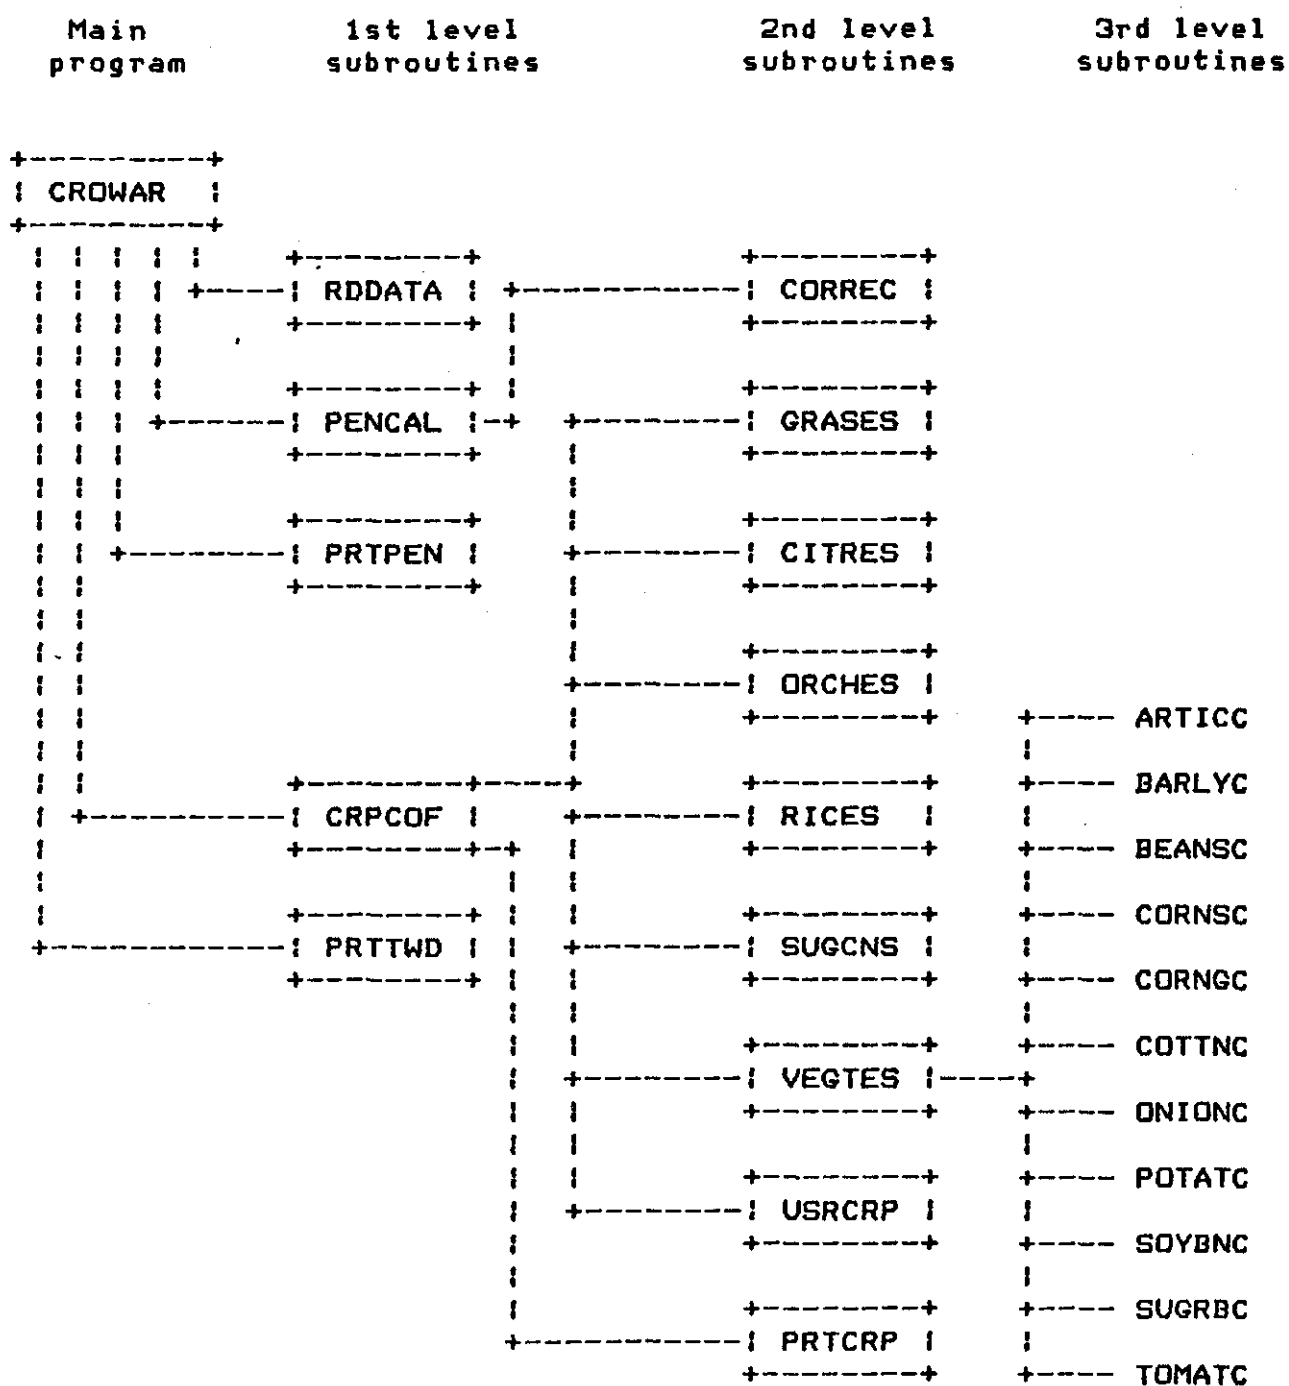 Main 1st level 2nd level 3rd level
program subroutines subroutines subroutines
CROWAR
RDDATA CORREC
PENCAL GRASES
PRTPEN CITRES
ORCHES
ARTICC
BARLYC
CRPCOF RICES
BEANSC
CORNSC
PRTTWD SUGCNS
CORNGC
COTTNC
VEGTES
ONIONC
POTATC
USRCRP
SOYBNC
SUGRBC
PRTCRP
TOMATC